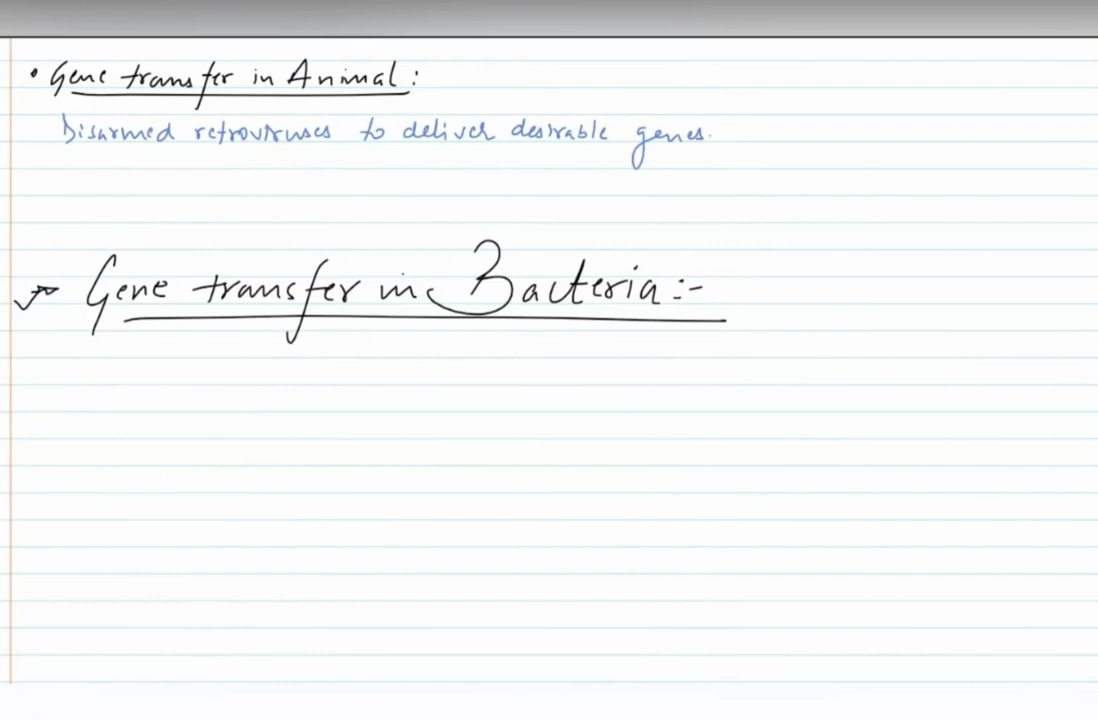 • Gene transfer in Animal:
Disarmed retroviruses to deliver desirable genes.
→ Gene transfer in Bacteria:-